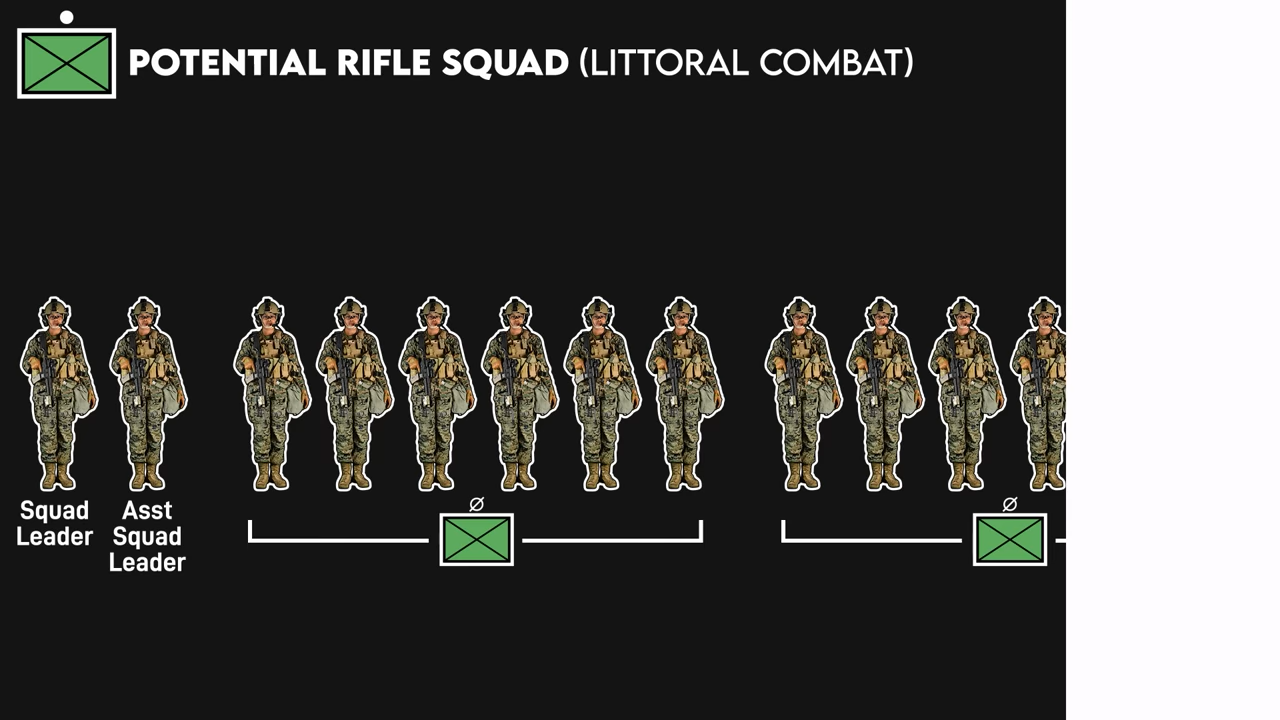 POTENTIAL RIFLE SQUAD (LITTORAL COMBAT)
Squad
Leader
Asst
Squad
Leader